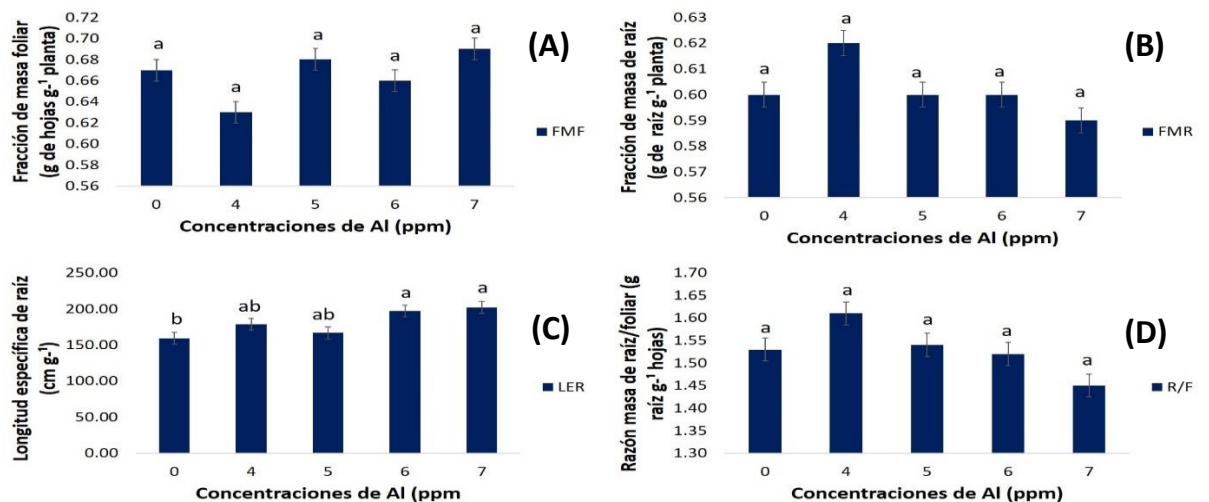 Fracción de masa foliar
(g de hojas g-¹ planta)
0.72
0.70
0.68
0.66
0.64
0.62
0.60
0.58
0.56
a
a
a
a
a
0 4 5 6 7
Concentraciones de Al (ppm)
FMF
(A)
Fracción de masa de raíz
(g de raíz g-¹ planta)
0.63
0.62
0.61
0.60
0.59
0.58
0.57
0.56
a
a
a
a
a
0 4 5 6 7
Concentraciones de Al (ppm)
FMR
(B)
Longitud específica de raíz
(cm g-¹)
250.00
200.00
150.00
100.00
50.00
0.00
b
ab
ab
a
a
0 4 5 6 7
Concentraciones de Al (ppm
LER
(C)
Razón masa de raíz/foliar (g
raíz g-¹ hojas)
1.70
1.65
1.60
1.55
1.50
1.45
1.40
1.35
1.30
a
a
a
a
a
0 4 5 6 7
Concentraciones de Al (ppm)
R/F
(D)